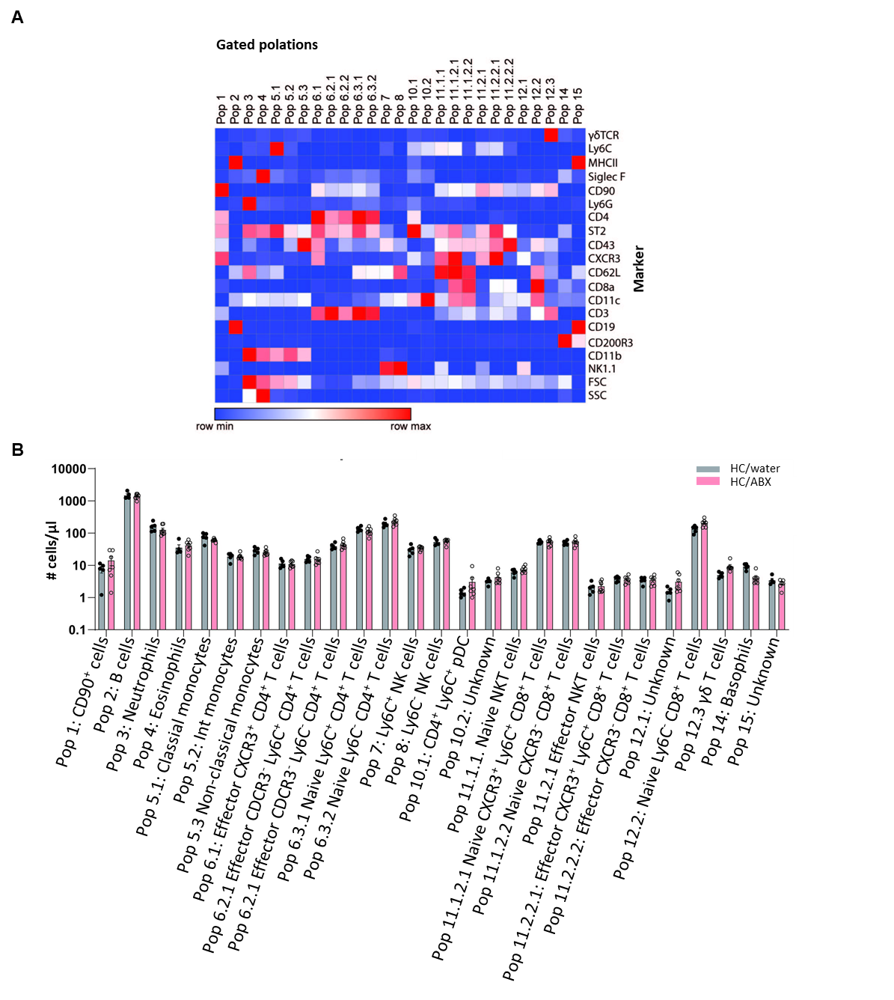 A
Gated polations
Pop 1
Pop 2
Pop 3
Pop 4
Pop 5.1
Pop 5.2
Pop 5.3
Pop 6.1
Pop 6.2.1
Pop 6.2.2
Pop 6.3.1
Pop 6.3.2
Pop 7
Pop 8
Pop 10.1
Pop 10.2
Pop 11.1.1
Pop 11.1.2.1
Pop 11.1.2.2
Pop 11.2.1
Pop 11.2.2.1
Pop 11.2.2.2
Pop 12.1
Pop 12.2
Pop 12.3
Pop 14
Pop 15
γδTCR
Ly6C
MHCII
Siglec F
CD90
Ly6G
CD4
ST2
CD43
CXCR3
CD62L
CD8a
CD11c
CD3
CD19
CD200R3
CD11b
NK1.1
FSC
SSC
Marker
row min
row max
B
HC/water
HC/ABX
# cells/µl
10000
1000
100
10
1
0.1
Pop 1: CD90⁺ cells
Pop 2: B cells
Pop 3: Neutrophils
Pop 4: Eosinophils
Pop 5.1: Classial monocytes
Pop 5.2: Int monocytes
Pop 5.3 Non-classical monocytes
Pop 6.1: Effector CXCR3⁺ CD4⁺ T cells
Pop 6.2.1 Effector CDCR3⁻ Ly6C⁺ CD4⁺ T cells
Pop 6.2.1 Effector CDCR3⁻ Ly6C⁻ CD4⁺ T cells
Pop 6.3.1 Naive Ly6C⁺ CD4⁺ T cells
Pop 6.3.2 Naive Ly6C⁻ CD4⁺ T cells
Pop 7: Ly6C⁺ NK cells
Pop 8: Ly6C⁻ NK cells
Pop 10.1: CD4⁺ Ly6C⁺ pDC
Pop 10.2: Unknown
Pop 11.1.1. Naive NKT cells
Pop 11.1.2.1 Naive CXCR3⁺ Ly6C⁺ CD8⁺ T cells
Pop 11.1.2.2 Naive CXCR3⁻ CD8⁺ T cells
Pop 11.2.1 Effector NKT cells
Pop 11.2.2.1: Effector CXCR3⁺ Ly6C⁺ CD8⁺ T cells
Pop 11.2.2.2: Effector CXCR3⁻ CD8⁺ T cells
Pop 12.1: Unknown
Pop 12.2: Naive Ly6C⁻ CD8⁺ T cells
Pop 12.3 γδ T cells
Pop 14: Basophils
Pop 15: Unknown